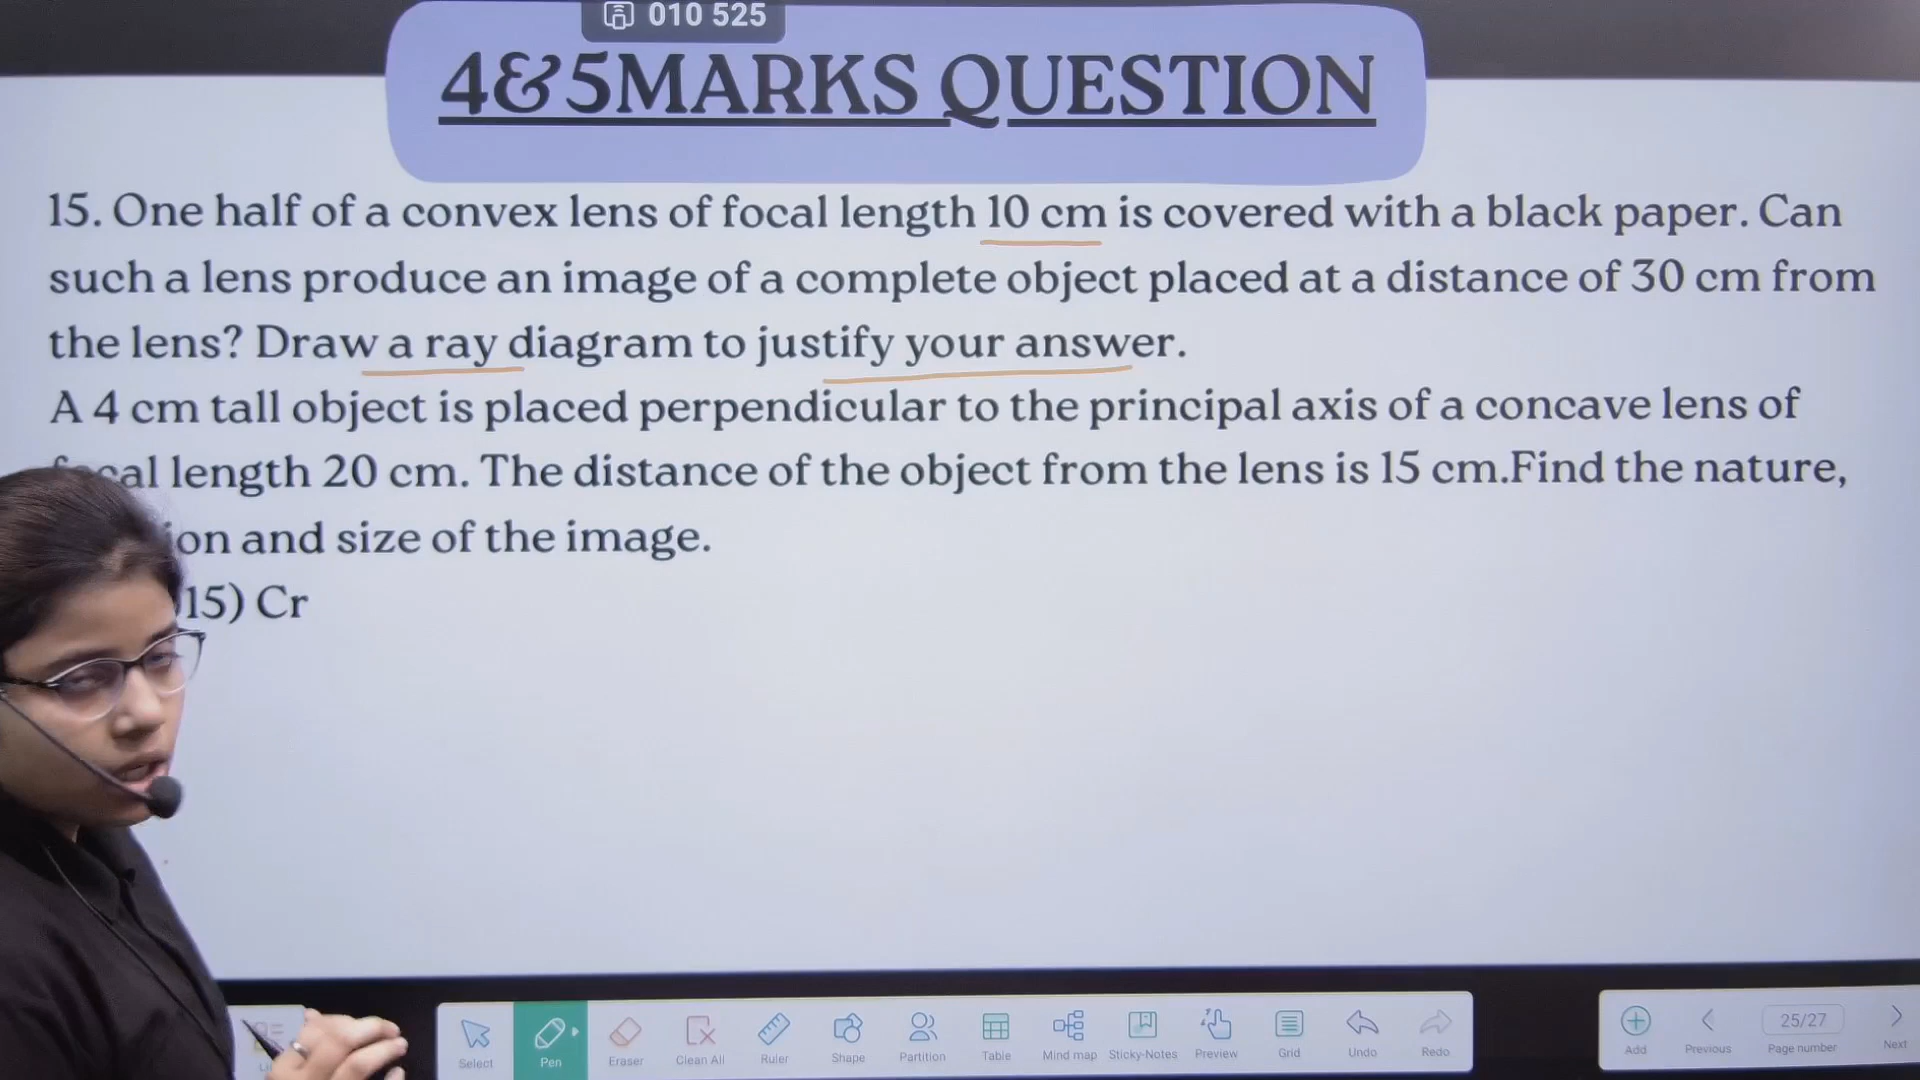 010 525
4&5MARKS QUESTION
15. One half of a convex lens of focal length 10 cm is covered with a black paper. Can
such a lens produce an image of a complete object placed at a distance of 30 cm from
the lens? Draw a ray diagram to justify your answer.
A 4 cm tall object is placed perpendicular to the principal axis of a concave lens of
length 20 cm. The distance of the object from the lens is 15 cm.Find the nature,
and size of the image.
15) Cr
Select Pen Eraser Clean All Ruler Shape Partition Table Mind map Sticky-Notes Preview Grid Undo Redo
25/27
Add Previous Page number Next